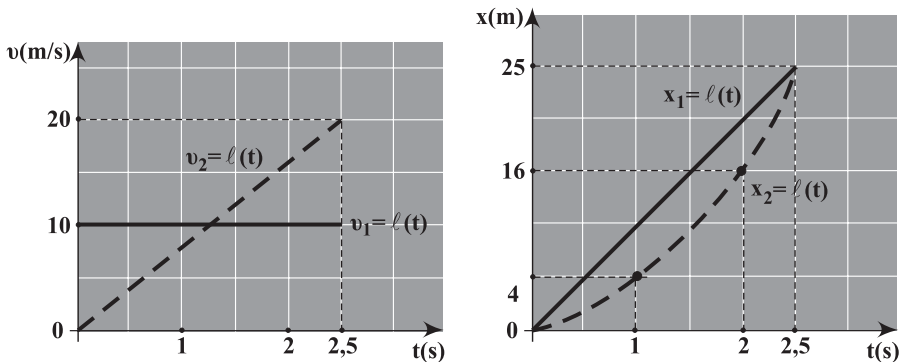 υ(m/s)
20
υ₂= ℓ(t)
10
υ₁= ℓ(t)
0
1
2
2,5
t(s)
x(m)
25
x₁= ℓ(t)
16
x₂= ℓ(t)
4
0
1
2
2,5
t(s)